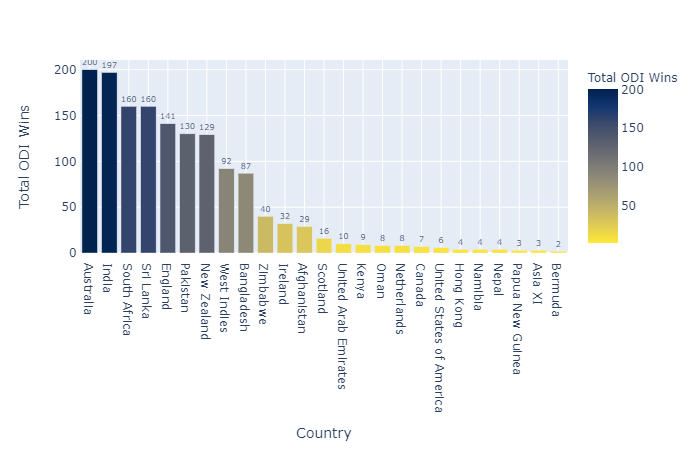 Total ODI Wins
200
150
100
50
0
200 197 160 160 141 130 129 92 87 40 32 29 16 10 9 8 8 7 6 4 4 4 3 3 2
Australia
India
South Africa
Sri Lanka
England
Pakistan
New Zealand
West Indies
Bangladesh
Zimbabwe
Ireland
Afghanistan
Scotland
United Arab Emirates
Kenya
Oman
Netherlands
Canada
United States of America
Hong Kong
Namibia
Nepal
Papua New Guinea
Asia XI
Bermuda
Country
Total ODI Wins
200
150
100
50